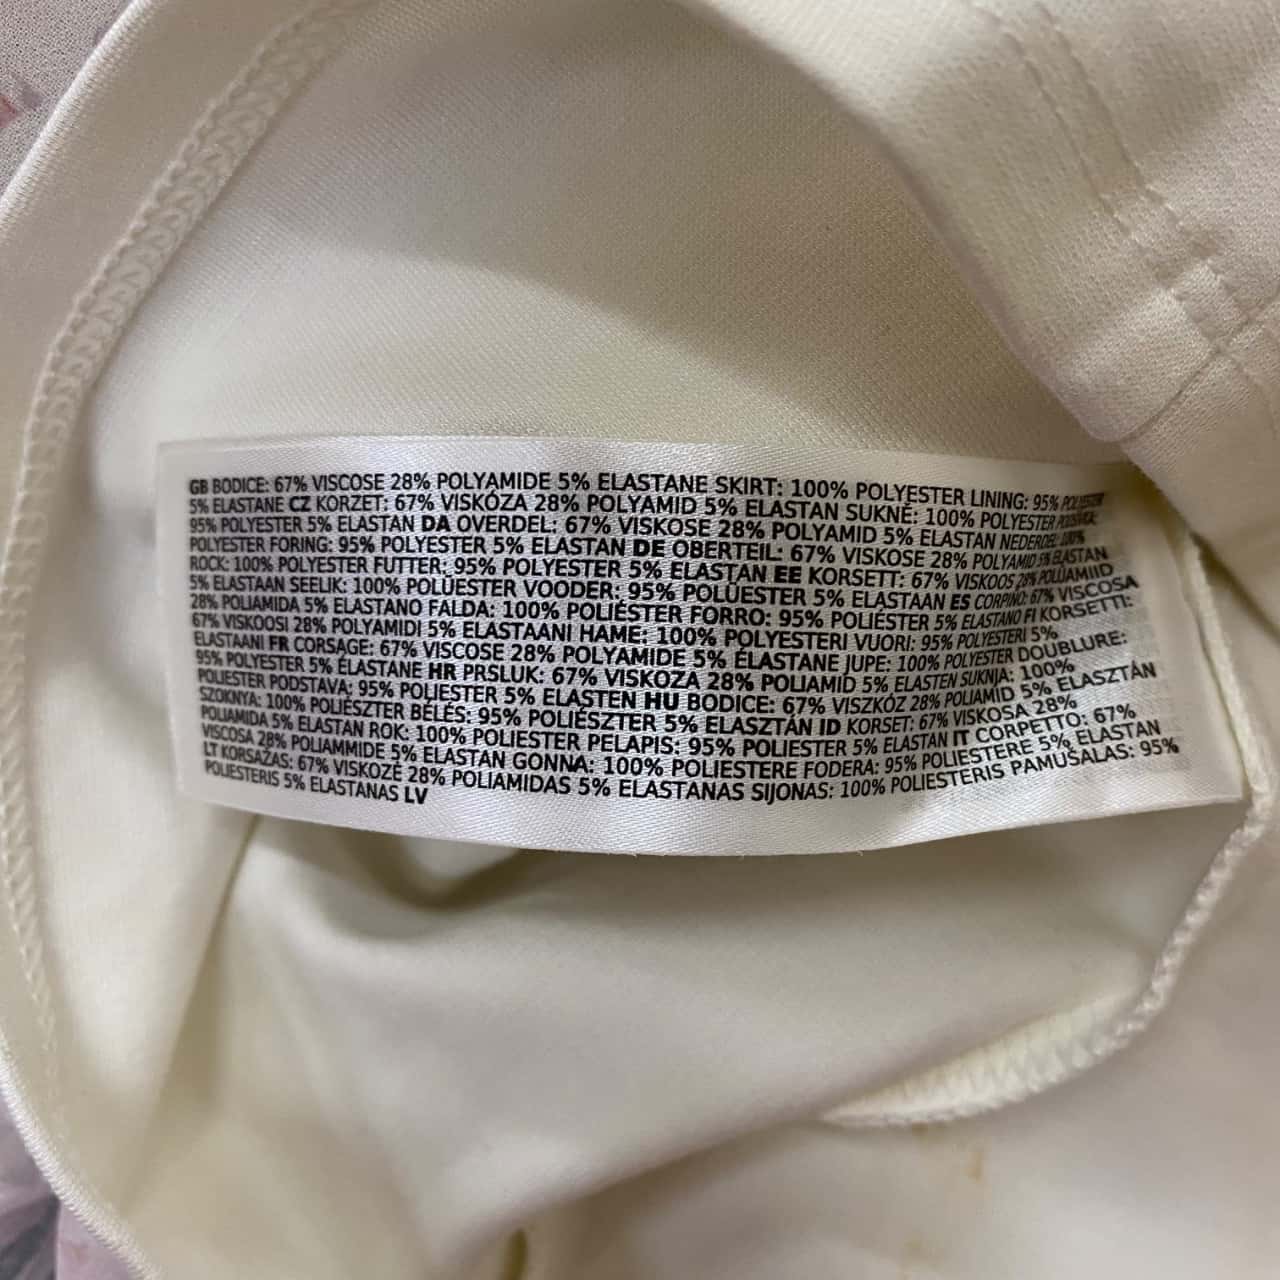 GB BODICE: 67% VISCOSE 28% POLYAMIDE 5% ELASTANE SKIRT: 100% POLYESTER LINING: 95% POLYESTER
5% ELASTANE CZ KORZET: 67% VISKÓZA 28% POLYAMID 5% ELASTAN SUKNĚ: 100% POLYESTER PODŠÍVKA:
95% POLYESTER 5% ELASTAN DA OVERDEL: 67% VISKOSE 28% POLYAMID 5% ELASTAN NEDERDEL: 100%
POLYESTER FORING: 95% POLYESTER 5% ELASTAN DE OBERTEIL: 67% VISKOSE 28% POLYAMID 5% ELASTAN
ROCK: 100% POLYESTER FUTTER: 95% POLYESTER 5% ELASTAN EE KORSETT: 67% VISKOOS 28% POLÜAMIID
5% ELASTAAN SEELIK: 100% POLÜESTER VOODER: 95% POLÜESTER 5% ELASTAAN ES CORPIÑO: 67% VISCOSA
28% POLIAMIDA 5% ELASTANO FALDA: 100% POLIÉSTER FORRO: 95% POLIÉSTER 5% ELASTANO FI KORSETTI:
67% VISKOOSI 28% POLYAMIDI 5% ELASTAANI HAME: 100% POLYESTERI VUORI: 95% POLYESTERI 5%
ELASTAANI FR CORSAGE: 67% VISCOSE 28% POLYAMIDE 5% ÉLASTANE JUPE: 100% POLYESTER DOUBLURE:
95% POLYESTER 5% ÉLASTANE HR PRSLUK: 67% VISKOZA 28% POLIAMID 5% ELASTEN SUKNJA: 100%
POLIESTER PODSTAVA: 95% POLIESTER 5% ELASTEN HU BODICE: 67% VISZKÓZ 28% POLIAMID 5% ELASZTÁN
SZOKNYA: 100% POLIÉSZTER BÉLÉS: 95% POLIÉSZTER 5% ELASZTÁN ID KORSET: 67% VISKOSA 28%
POLIAMIDA 5% ELASTAN ROK: 100% POLIESTER PELAPIS: 95% POLIESTER 5% ELASTAN IT CORPETTO: 67%
VISCOSA 28% POLIAMMIDE 5% ELASTAN GONNA: 100% POLIESTERE FODERA: 95% POLIESTERE 5% ELASTAN
LT KORSAŽAS: 67% VISKOZĖ 28% POLIAMIDAS 5% ELASTANAS SIJONAS: 100% POLIESTERIS PAMUŠALAS: 95%
POLIESTERIS 5% ELASTANAS LV